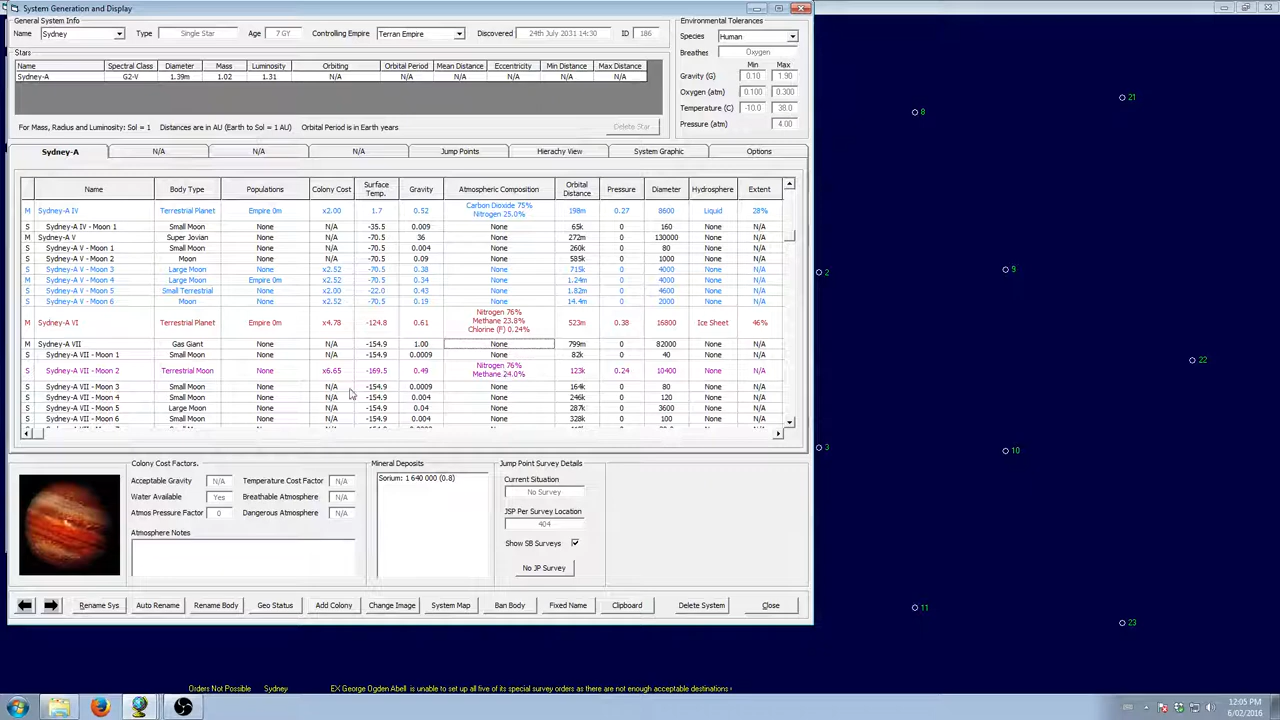 System Generation and Display
General System Info
Name Sydney Type Single Star Age 7 GY Controlling Empire Terran Empire Discovered 24th July 2031 14:30 ID 186
Stars
Name Spectral Class Diameter Mass Luminosity Orbiting Orbital Period Mean Distance Eccentricity Min Distance Max Distance
Sydney-A G2-V 1.39m 1.02 1.31 N/A N/A N/A N/A N/A N/A
For Mass, Radius and Luminosity: Sol = 1 Distances are in AU (Earth to Sol = 1 AU) Orbital Period is in Earth years Delete Star
Environmental Tolerances
Species Human
Breathes Oxygen
Min Max
Gravity (G) 0.10 1.90
Oxygen (atm) 0.100 0.300
Temperature (C) -10.0 38.0
Pressure (atm) 4.00
Sydney-A N/A N/A N/A Jump Points Hierachy View System Graphic Options
Name Body Type Populations Colony Cost Surface Temp. Gravity Atmospheric Composition Orbital Distance Pressure Diameter Hydrosphere Extent
M Sydney-A IV Terrestrial Planet Empire 0m x2.00 1.7 0.52 Carbon Dioxide 75% Nitrogen 25.0% 198m 0.27 8600 Liquid 28%
S Sydney-A IV - Moon 1 Small Moon None N/A -35.5 0.009 None 65k 0 160 None N/A
M Sydney-A V Super Jovian None N/A -70.5 36 None 272m 0 130000 None N/A
S Sydney-A V - Moon 1 Small Moon None N/A -70.5 0.004 None 260k 0 80 None N/A
S Sydney-A V - Moon 2 Moon None N/A -70.5 0.09 None 585k 0 1000 None N/A
S Sydney-A V - Moon 3 Large Moon None x2.52 -70.5 0.38 None 715k 0 4000 None N/A
M Sydney-A V - Moon 4 Large Moon Empire 0m x2.52 -70.5 0.34 None 1.24m 0 4000 None N/A
S Sydney-A V - Moon 5 Small Terrestrial None x2.00 -22.0 0.43 None 1.82m 0 4600 None N/A
S Sydney-A V - Moon 6 Moon None x2.52 -70.5 0.19 None 14.4m 0 2000 None N/A
M Sydney-A VI Terrestrial Planet Empire 0m x4.78 -124.8 0.61 Nitrogen 76% Methane 23.8% Chlorine (F) 0.24% 523m 0.38 16800 Ice Sheet 46%
M Sydney-A VII Gas Giant None N/A -154.9 1.00 None 799m 0 82000 None N/A
S Sydney-A VII - Moon 1 Small Moon None N/A -154.9 0.0009 None 82k 0 40 None N/A
S Sydney-A VII - Moon 2 Terrestrial Moon None x6.65 -169.5 0.49 Nitrogen 76% Methane 24.0% 123k 0.24 10400 None N/A
S Sydney-A VII - Moon 3 Small Moon None N/A -154.9 0.0009 None 164k 0 80 None N/A
S Sydney-A VII - Moon 4 Small Moon None N/A -154.9 0.004 None 246k 0 120 None N/A
S Sydney-A VII - Moon 5 Large Moon None N/A -154.9 0.04 None 287k 0 3600 None N/A
S Sydney-A VII - Moon 6 Small Moon None N/A -154.9 0.004 None 328k 0 100 None N/A
Colony Cost Factors.
Acceptable Gravity N/A Temperature Cost Factor N/A
Water Available Yes Breathable Atmosphere N/A
Atmos Pressure Factor 0 Dangerous Atmosphere N/A
Atmosphere Notes
Mineral Deposits
Sorium: 1 640 000 (0.8)
Jump Point Survey Details
Current Situation
No Survey
JSP Per Survey Location
404
Show SB Surveys
No JP Survey
Rename Sys Auto Rename Rename Body Geo Status Add Colony Change Image System Map Ban Body Fixed Name Clipboard Delete System Close
21
8
2
9
22
3
10
11
23
Orders Not Possible Sydney EX George Ogden Abell is unable to set up all five of its special survey orders as there are not enough acceptable destinations
12:05 PM
6/02/2016